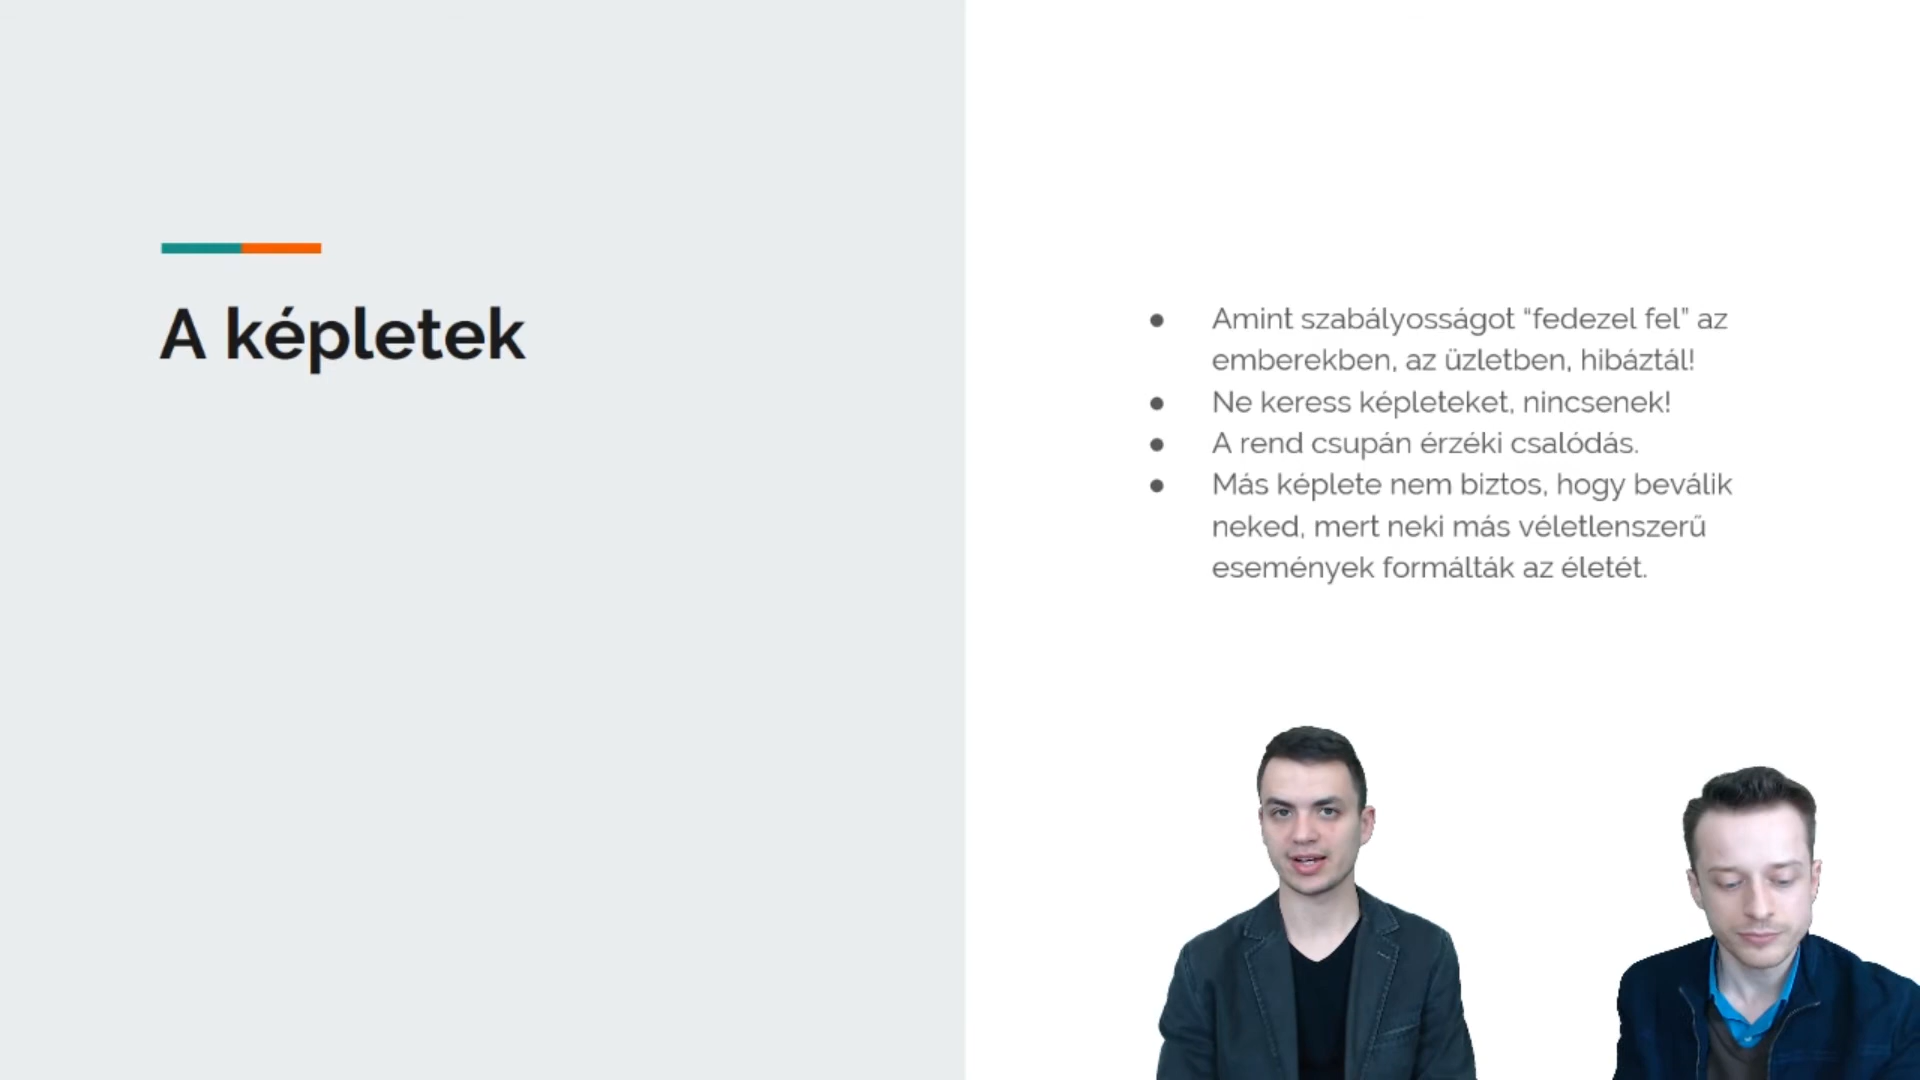 A képletek
● Amint szabályosságot “fedezel fel” az
emberekben, az üzletben, hibáztál!
● Ne keress képleteket, nincsenek!
● A rend csupán érzéki csalódás.
● Más képlete nem biztos, hogy beválik
neked, mert neki más véletlenszerű
események formálták az életét.